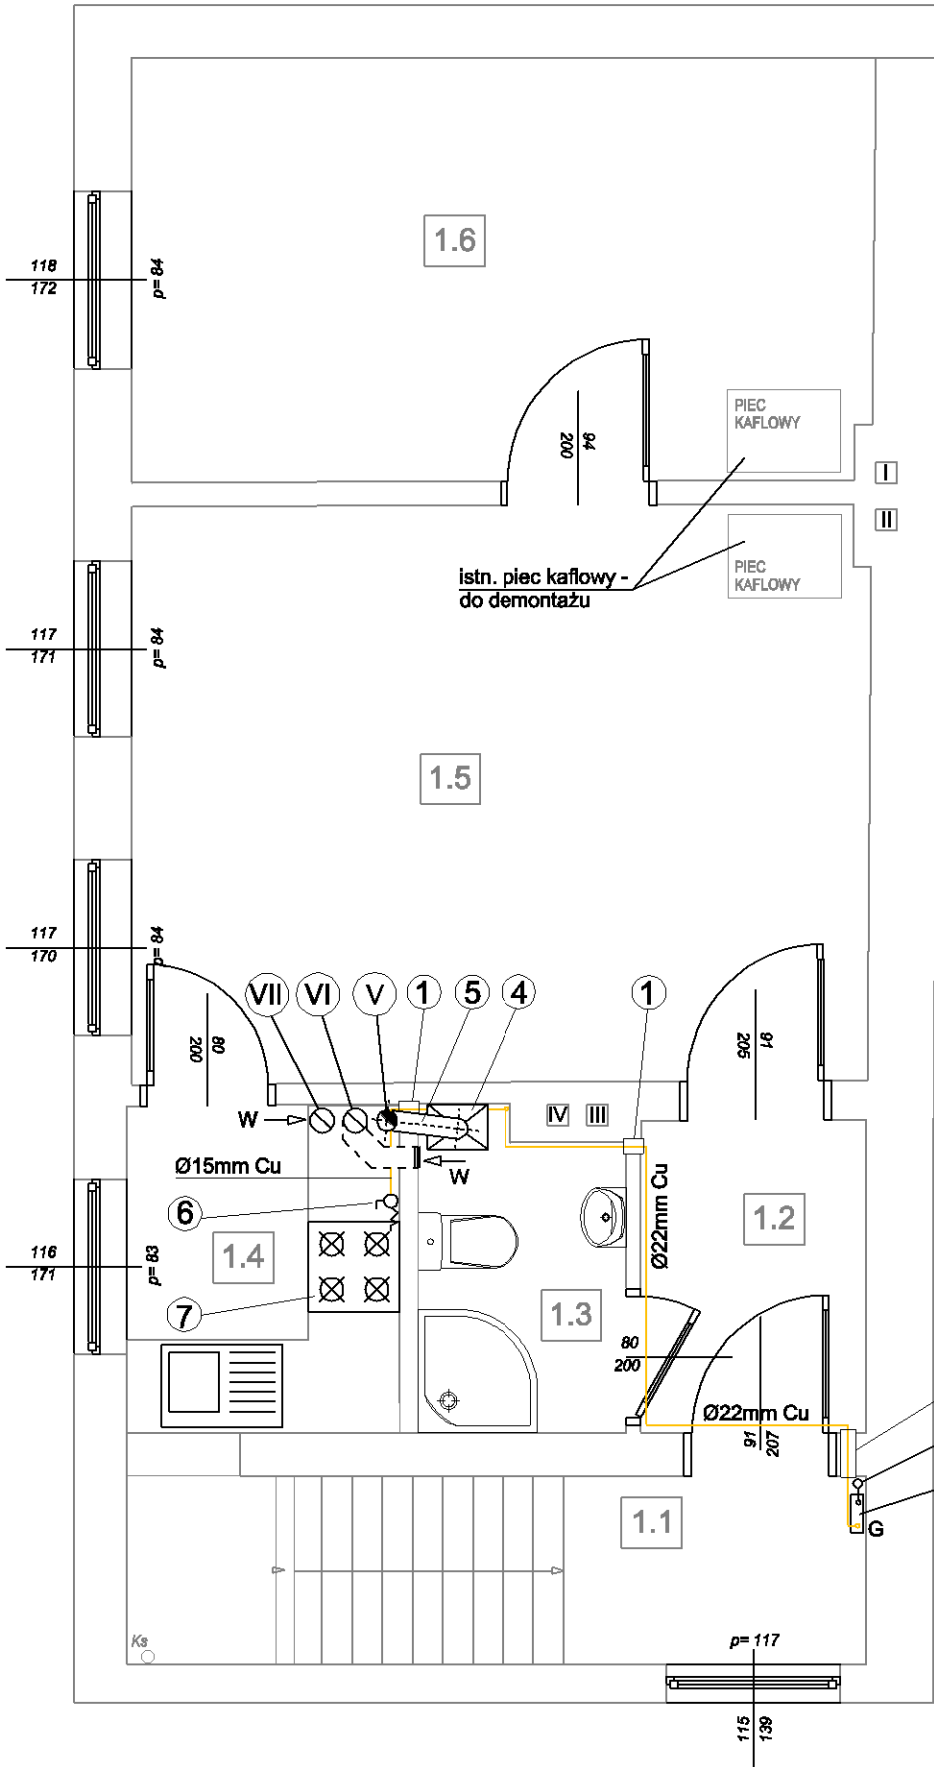 1.6
118
172
p= 84
94
200
PIEC
KAFLOWY
I
II
istn. piec kaflowy -
do demontażu
PIEC
KAFLOWY
117
171
p= 84
1.5
117
170
p= 84
80
200
VII
VI
V
1
5
4
1
91
205
W
IV
III
Ø15mm Cu
W
Ø22mm Cu
6
1.2
116
171
p= 83
1.4
7
1.3
80
200
Ø22mm Cu
91
207
1.1
G
Ks
p= 117
115
139